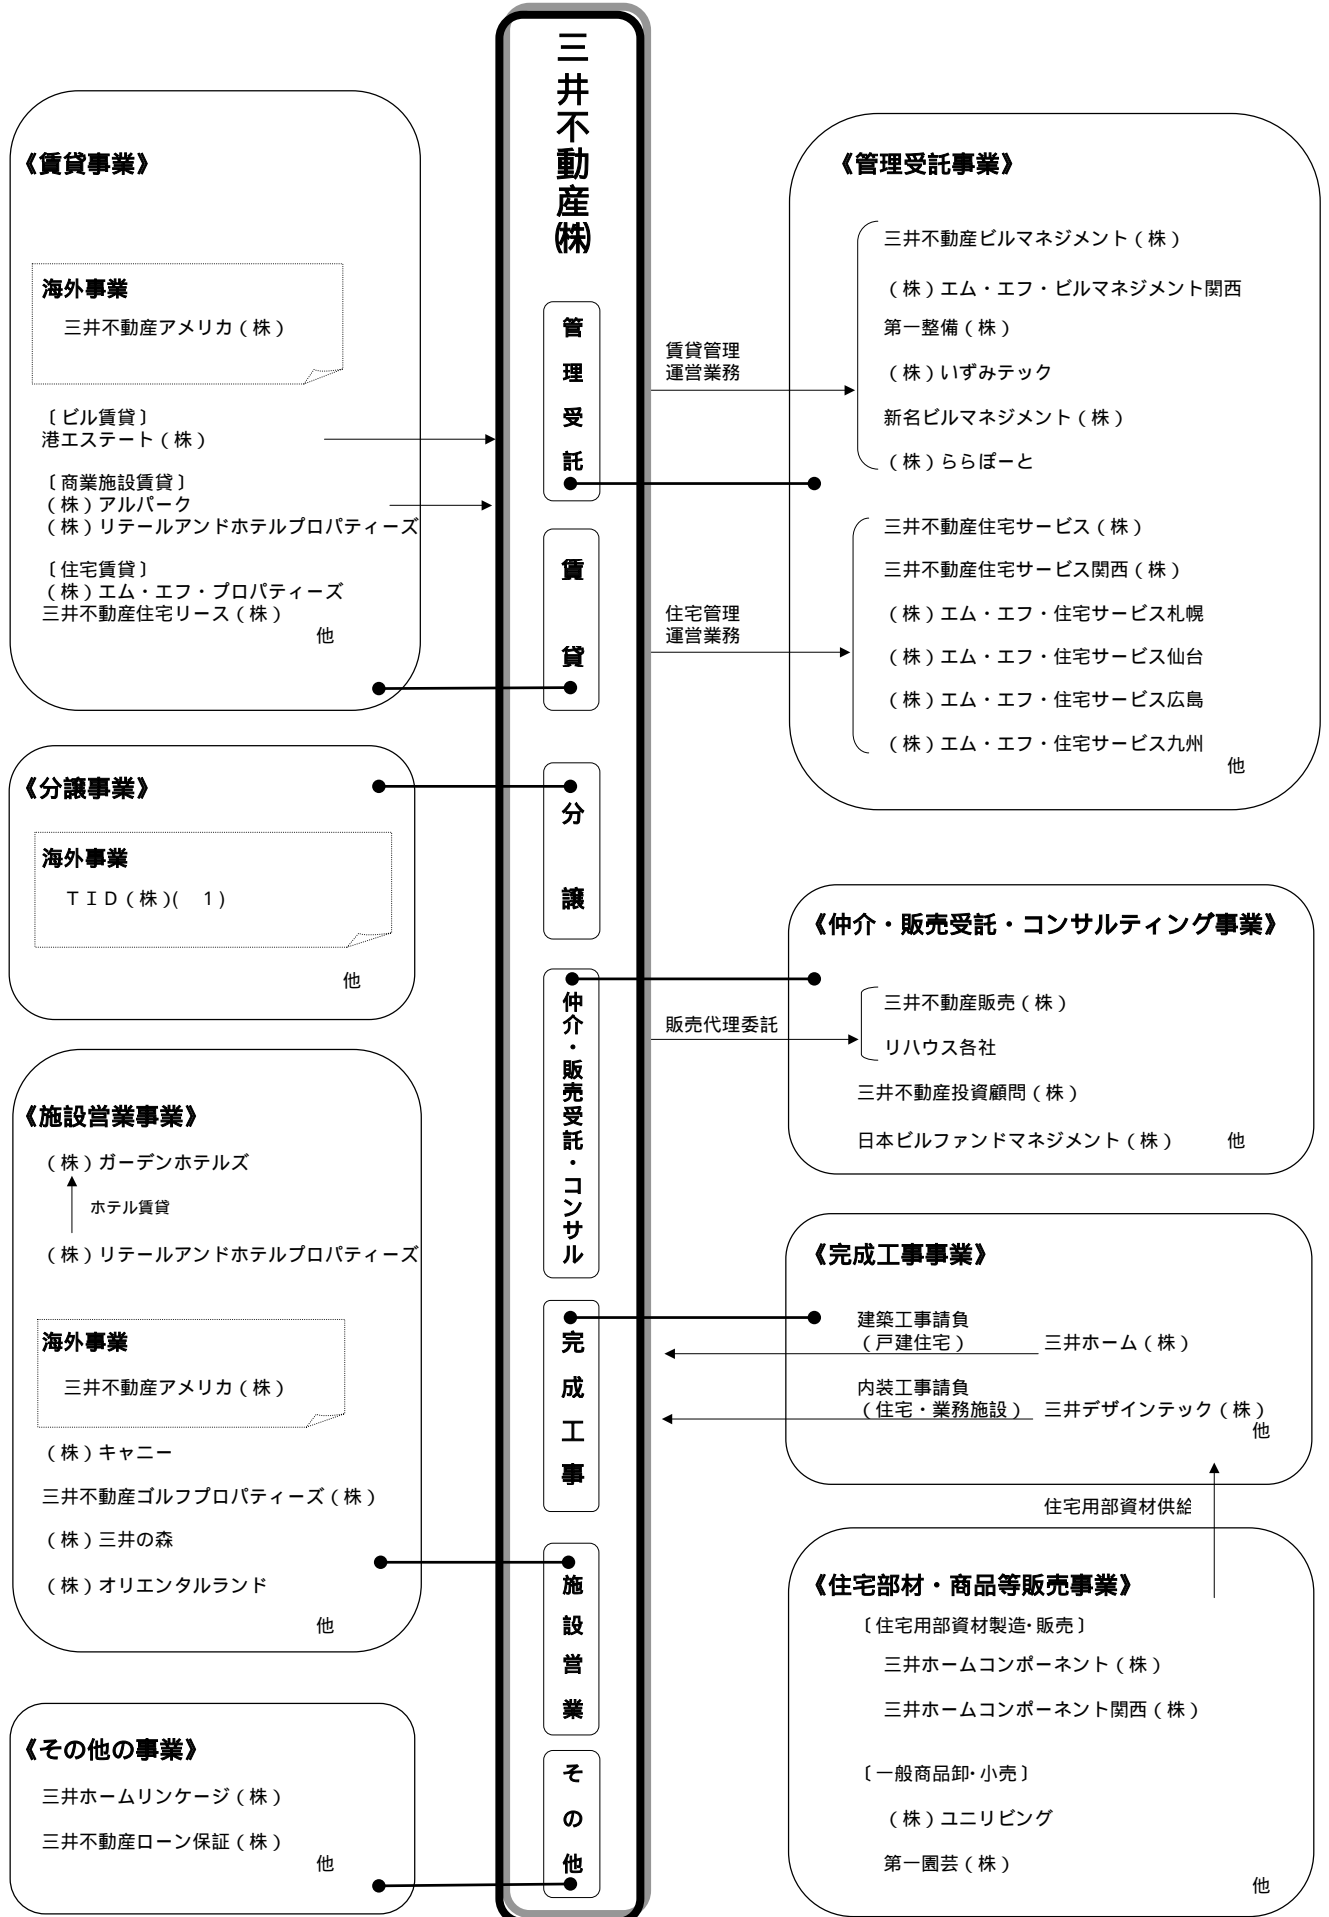 三井不動産㈱
管理受託
賃貸
分譲
仲介・販売受託・コンサル
完成工事
施設営業
その他
《賃貸事業》
海外事業
三井不動産アメリカ(株)
〔ビル賃貸〕
港エステート(株)
〔商業施設賃貸〕
(株)アルパーク
(株)リテールアンドホテルプロパティーズ
〔住宅賃貸〕
(株)エム・エフ・プロパティーズ
三井不動産住宅リース(株)
他
《分譲事業》
海外事業
TID(株)( 1)
他
《施設営業事業》
(株)ガーデンホテルズ
ホテル賃貸
(株)リテールアンドホテルプロパティーズ
海外事業
三井不動産アメリカ(株)
(株)キャニー
三井不動産ゴルフプロパティーズ(株)
(株)三井の森
(株)オリエンタルランド
他
《その他の事業》
三井ホームリンケージ(株)
三井不動産ローン保証(株)
他
賃貸管理
運営業務
《管理受託事業》
三井不動産ビルマネジメント(株)
(株)エム・エフ・ビルマネジメント関西
第一整備(株)
(株)いずみテック
新名ビルマネジメント(株)
(株)ららぽーと
住宅管理
運営業務
三井不動産住宅サービス(株)
三井不動産住宅サービス関西(株)
(株)エム・エフ・住宅サービス札幌
(株)エム・エフ・住宅サービス仙台
(株)エム・エフ・住宅サービス広島
(株)エム・エフ・住宅サービス九州
他
《仲介・販売受託・コンサルティング事業》
販売代理委託
三井不動産販売(株)
リハウス各社
三井不動産投資顧問(株)
日本ビルファンドマネジメント(株) 他
《完成工事事業》
建築工事請負
(戸建住宅) 三井ホーム(株)
内装工事請負
(住宅・業務施設) 三井デザインテック(株)
他
住宅用部資材供給
《住宅部材・商品等販売事業》
〔住宅用部資材製造・販売〕
三井ホームコンポーネント(株)
三井ホームコンポーネント関西(株)
〔一般商品卸・小売〕
(株)ユニリビング
第一園芸(株)
他